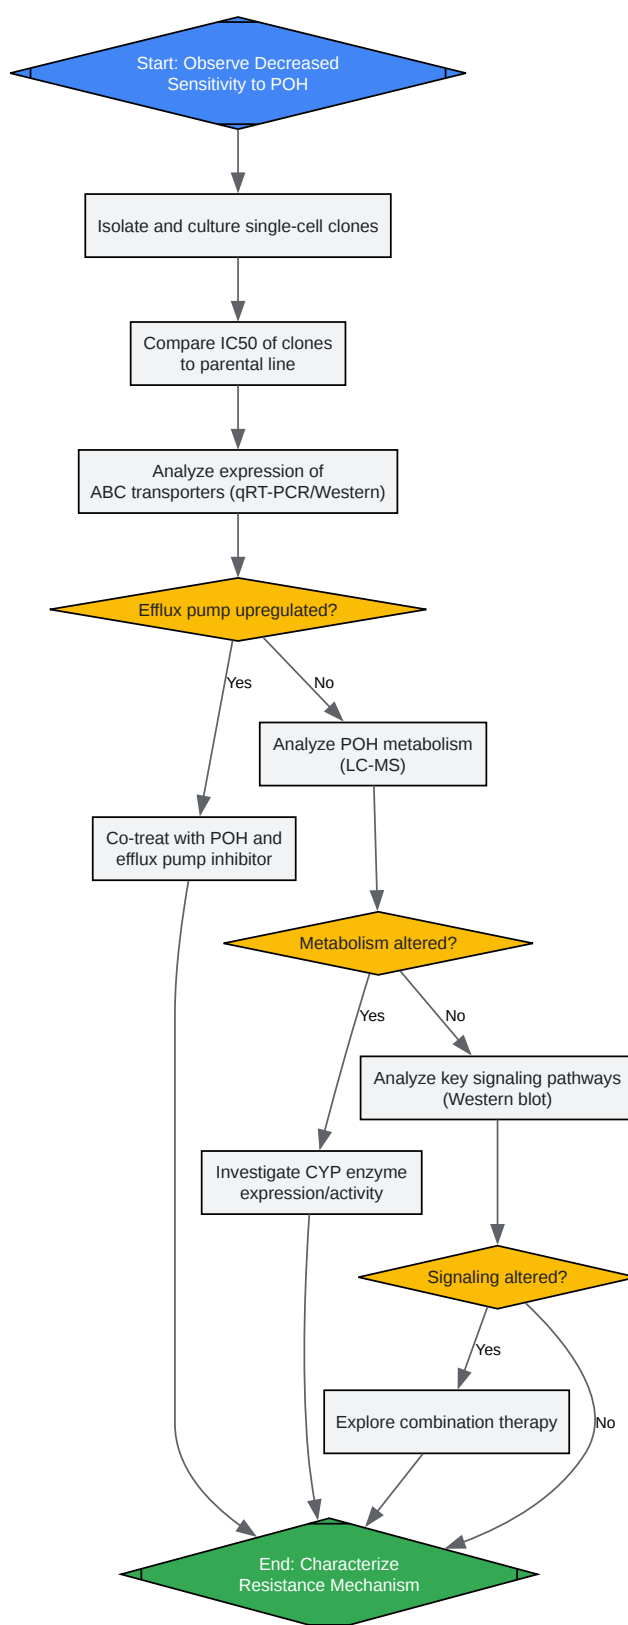 Start: Observe Decreased
Sensitivity to POH
Isolate and culture single-cell clones
Compare IC50 of clones
to parental line
Analyze expression of
ABC transporters (qRT-PCR/Western)
Efflux pump upregulated?
Yes
No
Analyze POH metabolism
(LC-MS)
Co-treat with POH and
efflux pump inhibitor
Metabolism altered?
Yes
No
Analyze key signaling pathways
(Western blot)
Investigate CYP enzyme
expression/activity
Signaling altered?
Yes
Explore combination therapy
No
End: Characterize
Resistance Mechanism